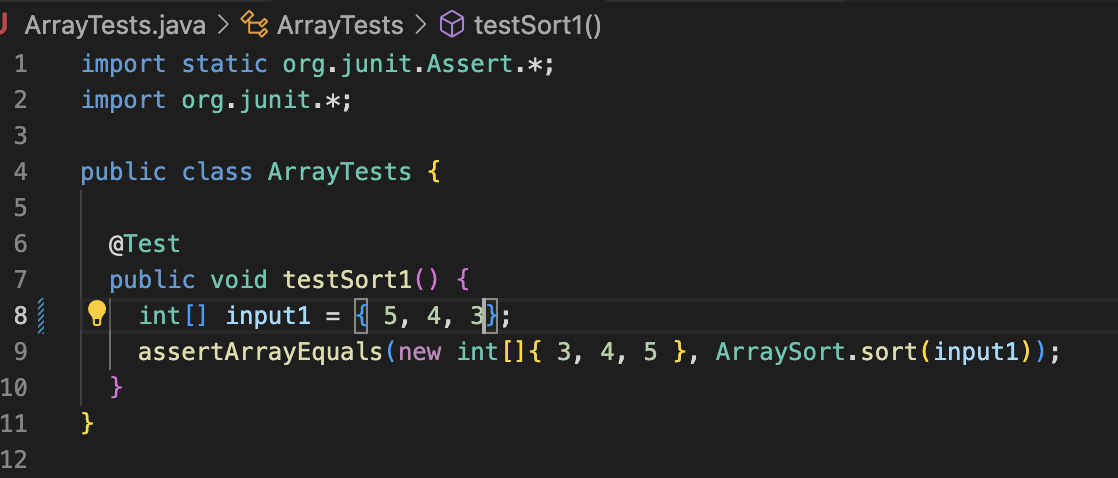 ArrayTests.java > ArrayTests > testSort1()
1 import static org.junit.Assert.*;
2 import org.junit.*;
3
4 public class ArrayTests {
5
6 @Test
7 public void testSort1() {
8 int[] input1 = { 5, 4, 3};
9 assertArrayEquals(new int[]{ 3, 4, 5 }, ArraySort.sort(input1));
10 }
11 }
12